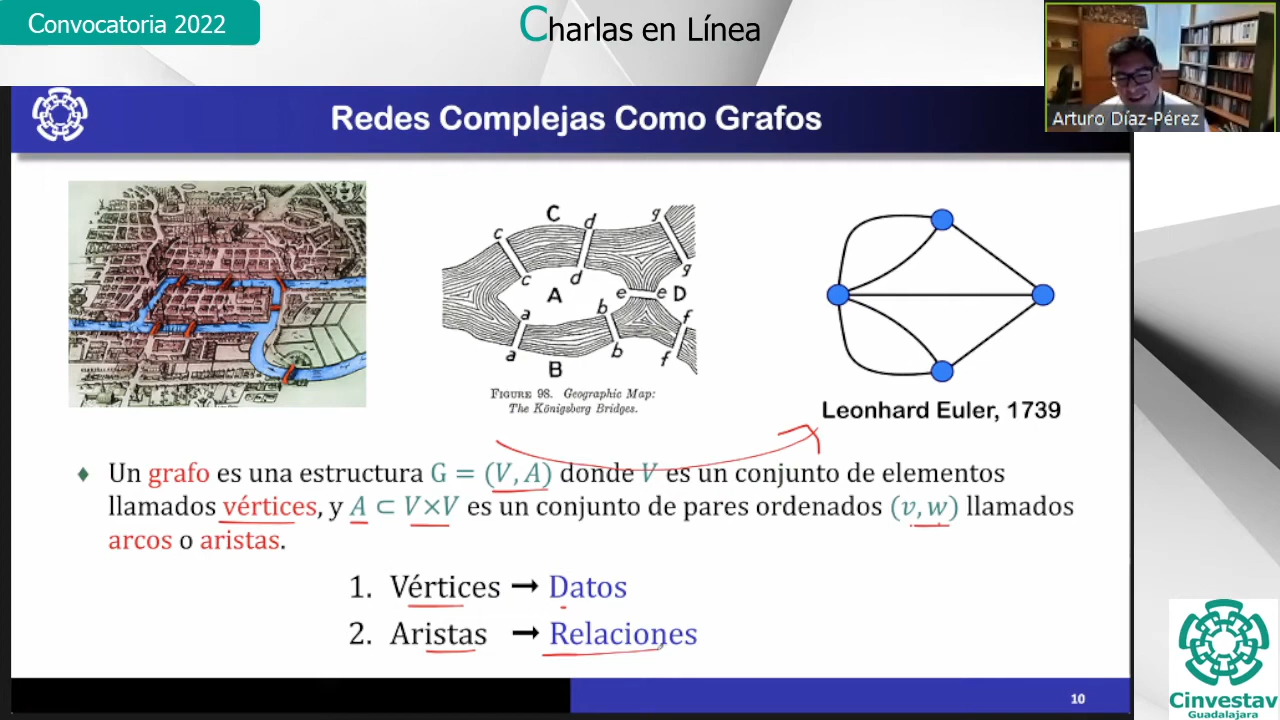 Convocatoria 2022
Charlas en Línea
Arturo Díaz-Pérez
Redes Complejas Como Grafos
C
c
d
g
c
d
g
A
e
e
D
a
b
f
a
b
f
B
FIGURE 98. Geographic Map:
The Königsberg Bridges.
Leonhard Euler, 1739
♦ Un grafo es una estructura G = (V, A) donde V es un conjunto de elementos
llamados vértices, y A ⊂ V×V es un conjunto de pares ordenados (v, w) llamados
arcos o aristas.
1. Vértices ➞ Datos
2. Aristas ➞ Relaciones
10
Cinvestav
Guadalajara